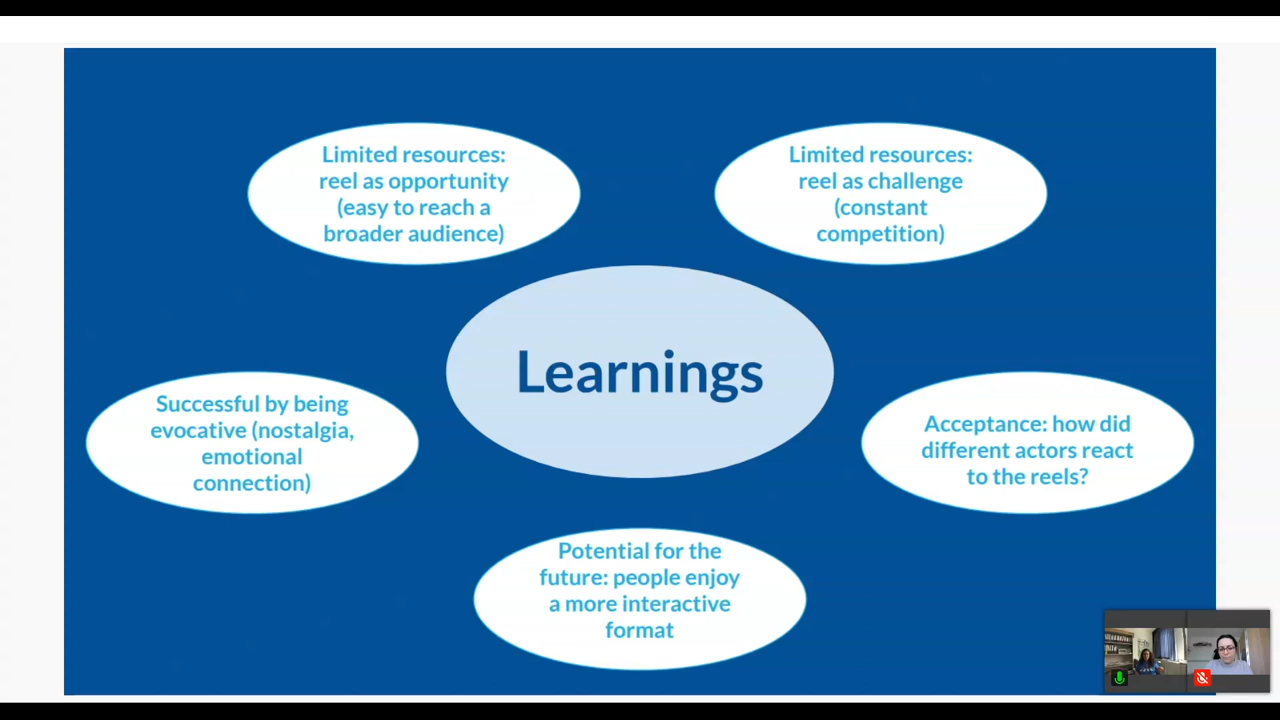 Limited resources:
reel as opportunity
(easy to reach a
broader audience)
Limited resources:
reel as challenge
(constant
competition)
Learnings
Successful by being
evocative (nostalgia,
emotional
connection)
Acceptance: how did
different actors react
to the reels?
Potential for the
future: people enjoy
a more interactive
format